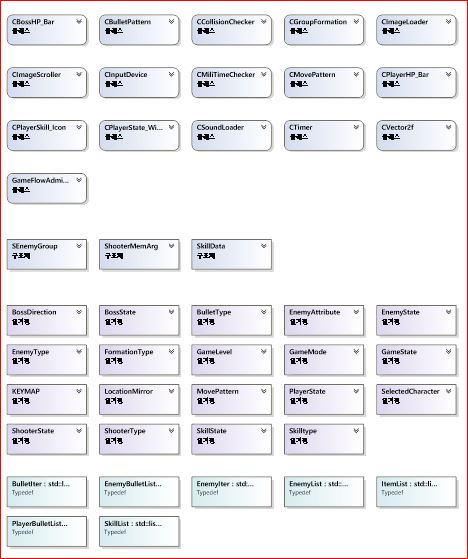 CBossHP_Bar
클래스
CBulletPattern
클래스
CCollisionChecker
클래스
CGroupFormation
클래스
CImageLoader
클래스
CImageScroller
클래스
CInputDevice
클래스
CMiliTimeChecker
클래스
CMovePattern
클래스
CPlayerHP_Bar
클래스
CPlayerSkill_Icon
클래스
CPlayerState_Wi...
클래스
CSoundLoader
클래스
CTimer
클래스
CVector2f
클래스
GameFlowAdmi...
클래스
SEnemyGroup
구조체
ShooterMemArg
구조체
SkillData
구조체
BossDirection
열거형
BossState
열거형
BulletType
열거형
EnemyAttribute
열거형
EnemyState
열거형
EnemyType
열거형
FormationType
열거형
GameLevel
열거형
GameMode
열거형
GameState
열거형
KEYMAP
열거형
LocationMirror
열거형
MovePattern
열거형
PlayerState
열거형
SelectedCharacter
열거형
ShooterState
열거형
ShooterType
열거형
SkillState
열거형
Skilltype
열거형
BulletIter : std::l...
Typedef
EnemyBulletList...
Typedef
EnemyIter : std:...
Typedef
EnemyList : std::...
Typedef
ItemList : std::li...
Typedef
PlayerBulletList...
Typedef
SkillList : std::lis...
Typedef